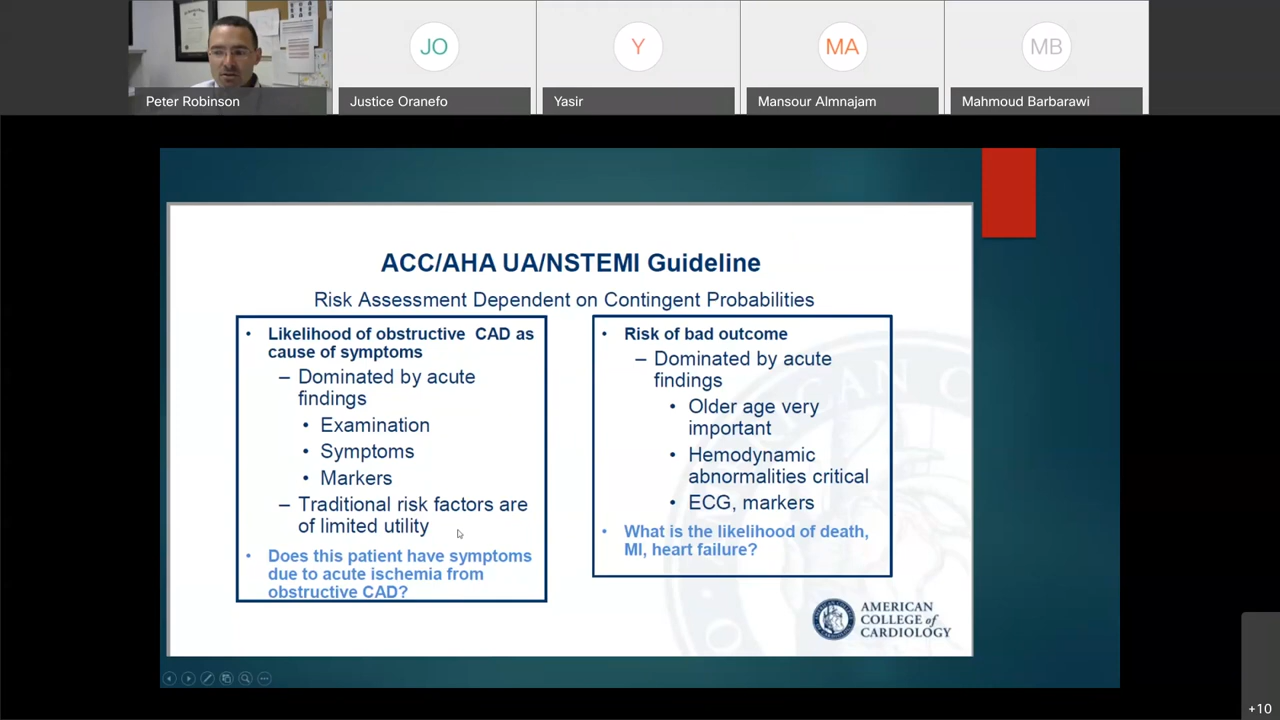 JO
Y
MA
MB
Peter Robinson
Justice Oranefo
Yasir
Mansour Almnajam
Mahmoud Barbarawi
ACC/AHA UA/NSTEMI Guideline
Risk Assessment Dependent on Contingent Probabilities
• Likelihood of obstructive CAD as
cause of symptoms
– Dominated by acute
findings
• Examination
• Symptoms
• Markers
– Traditional risk factors are
of limited utility
• Does this patient have symptoms
due to acute ischemia from
obstructive CAD?
• Risk of bad outcome
– Dominated by acute
findings
• Older age very
important
• Hemodynamic
abnormalities critical
• ECG, markers
• What is the likelihood of death,
MI, heart failure?
AMERICAN
COLLEGE of
CARDIOLOGY
+10